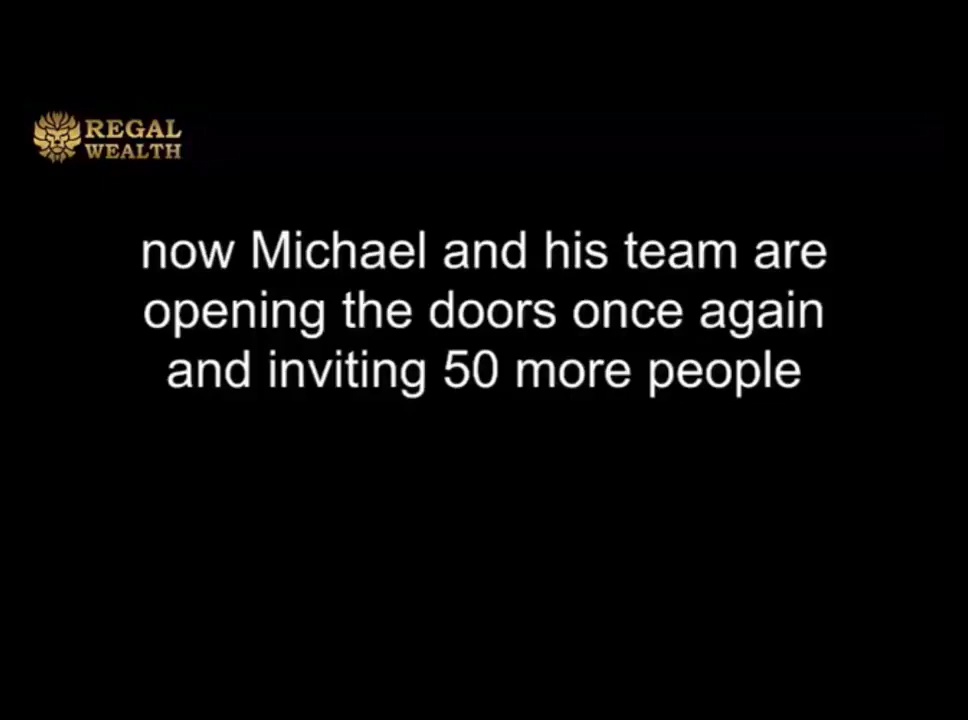 REGAL
WEALTH
now Michael and his team are
opening the doors once again
and inviting 50 more people